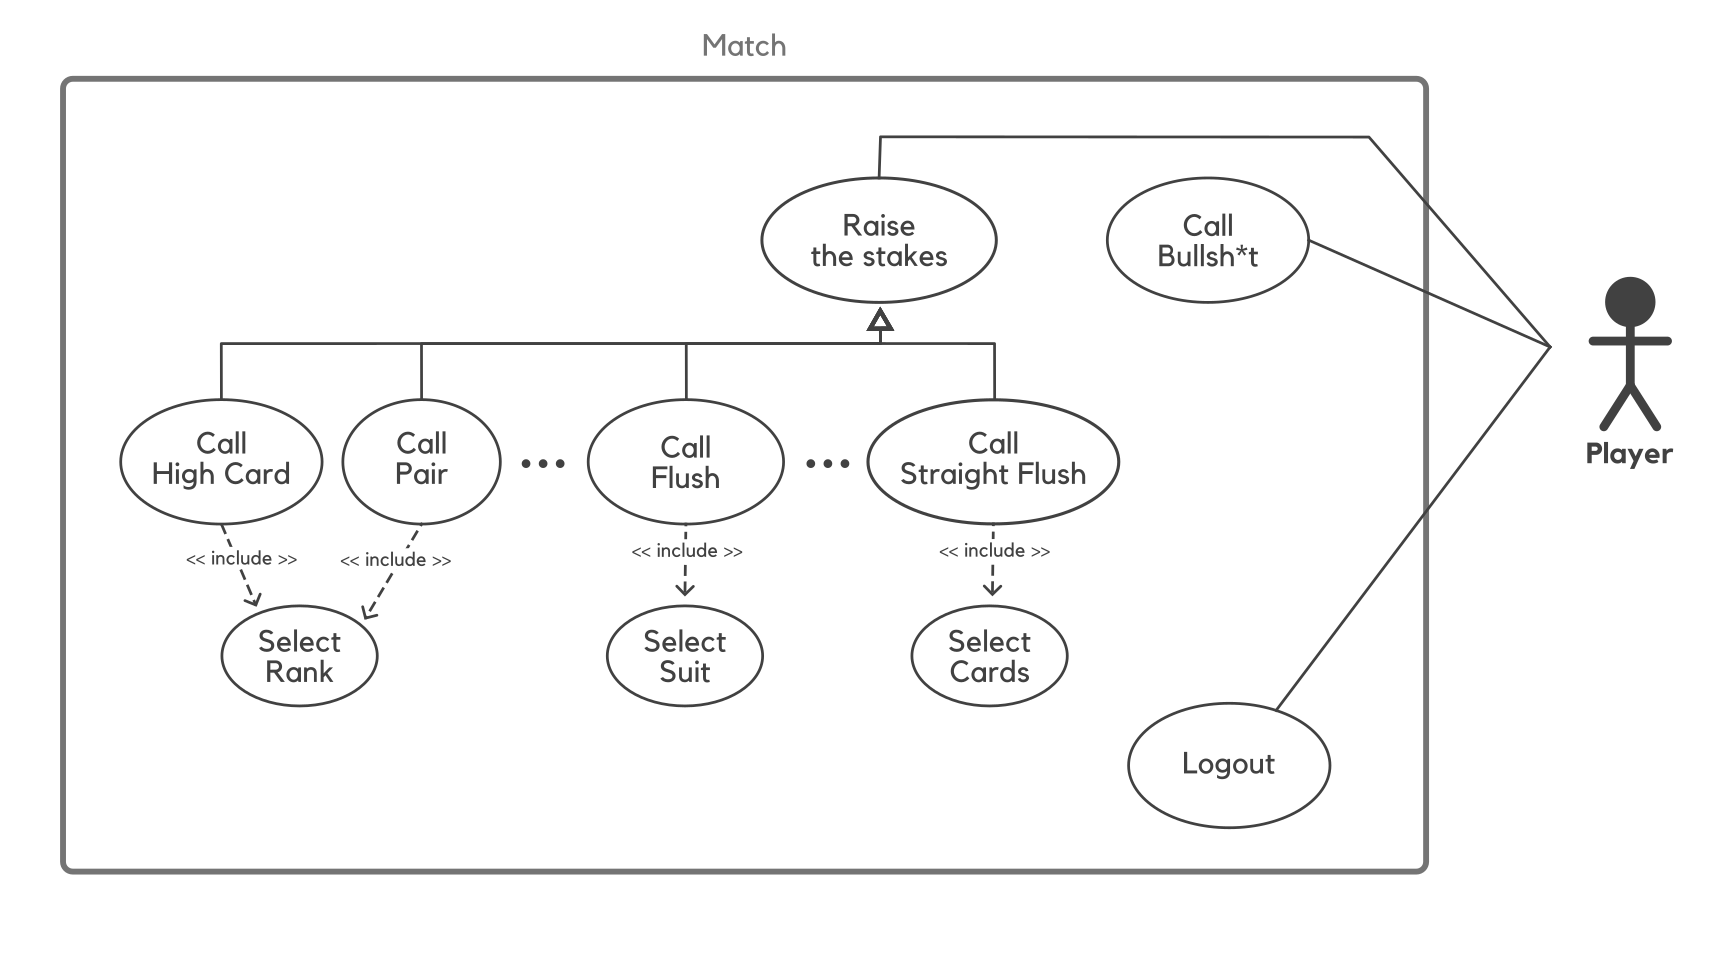 Match
Raise
the stakes
Call
Bullsh*t
Player
Call
High Card
Call
Pair
•••
Call
Flush
•••
Call
Straight Flush
<< include >>
<< include >>
<< include >>
<< include >>
Select
Rank
Select
Suit
Select
Cards
Logout